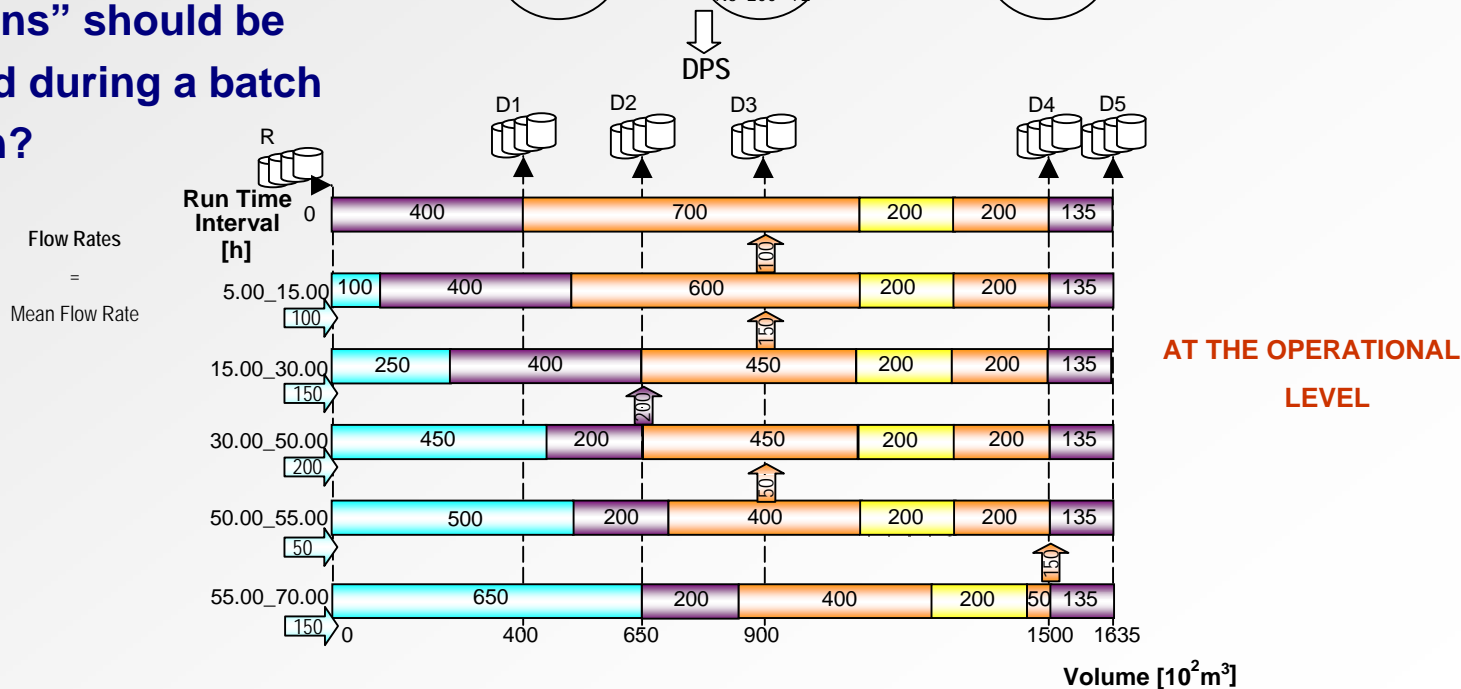 ns” should be
d during a batch
n?
DPS
D1 D2 D3 D4 D5
R
Run Time
Interval
[h]
0
400 700 200 200 135
Flow Rates
=
Mean Flow Rate
100
5.00_15.00
100 400 600 200 200 135
100
150
15.00_30.00
250 400 450 200 200 135
150
200
30.00_50.00
450 200 450 200 200 135
200
50
50.00_55.00
500 200 400 200 200 135
50
150
55.00_70.00
650 200 400 200 50 135
150
0 400 650 900 1500 1635
Volume [10²m³]
AT THE OPERATIONAL
LEVEL